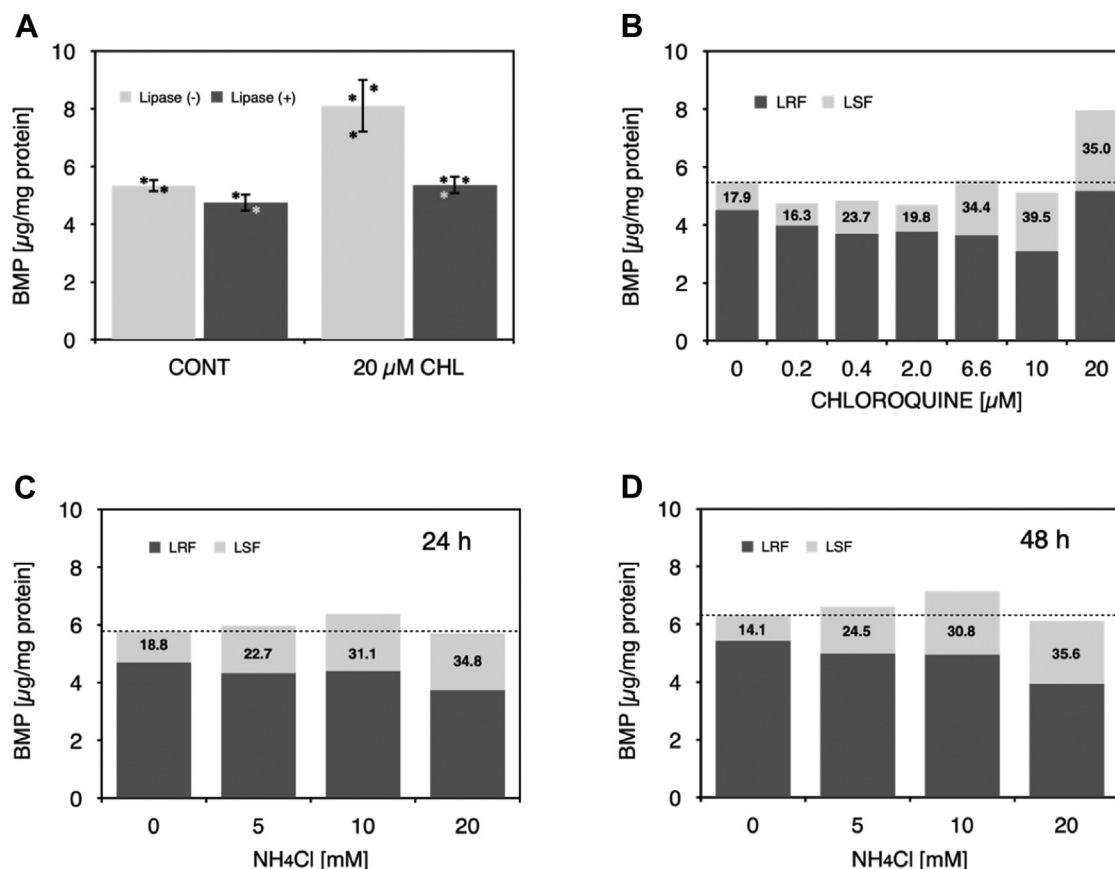 A
BMP [µg/mg protein]
10
8
6
4
2
0
Lipase (-) Lipase (+)
* * * * * * * * * *
CONT 20 µM CHL
B
BMP [µg/mg protein]
10
8
6
4
2
0
LRF LSF
17.9 16.3 23.7 19.8 34.4 39.5 35.0
0 0.2 0.4 2.0 6.6 10 20
CHLOROQUINE [µM]
C
BMP [µg/mg protein]
10
8
6
4
2
0
24 h
LRF LSF
18.8 22.7 31.1 34.8
0 5 10 20
NH4Cl [mM]
D
BMP [µg/mg protein]
10
8
6
4
2
0
48 h
LRF LSF
14.1 24.5 30.8 35.6
0 5 10 20
NH4Cl [mM]